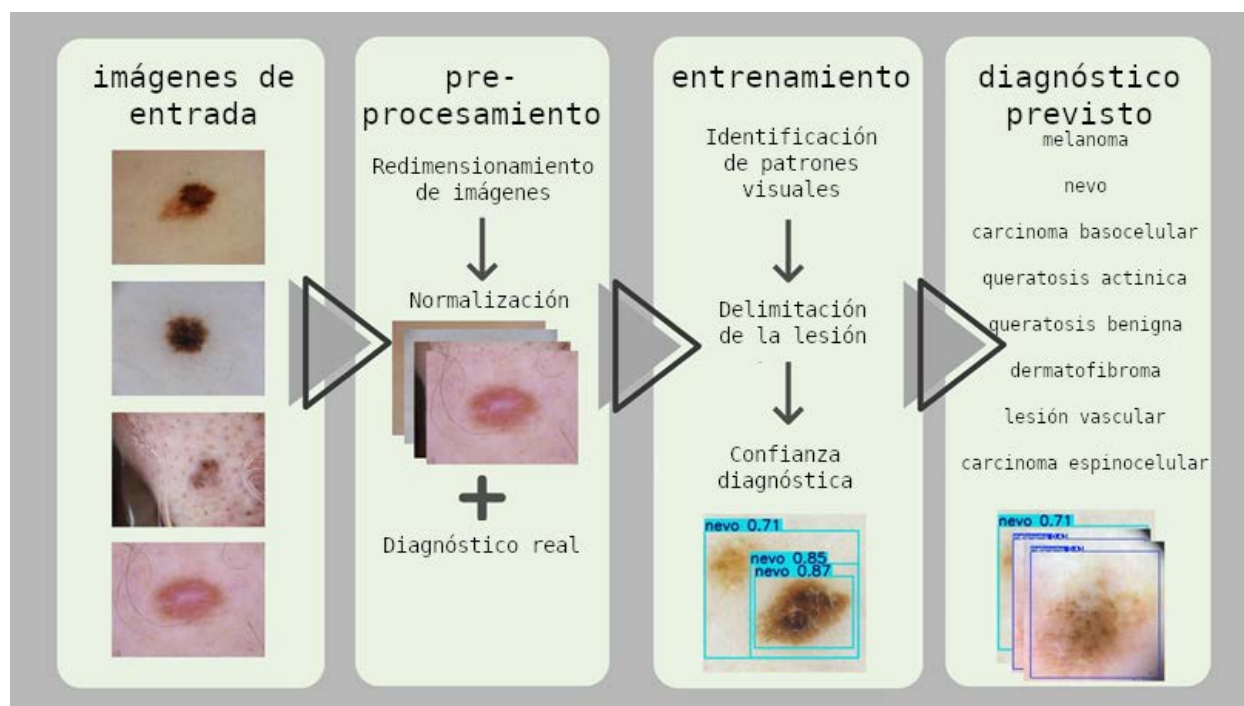 imágenes de
entrada
pre-
procesamiento
Redimensionamiento
de imágenes
Normalización
Diagnóstico real
entrenamiento
Identificación
de patrones
visuales
Delimitación
de la lesión
Confianza
diagnóstica
nevo 0.71
nevo 0.85
nevo 0.87
diagnóstico
previsto
melanoma
nevo
carcinoma basocelular
queratosis actinica
queratosis benigna
dermatofibroma
lesión vascular
carcinoma espinocelular
nevo 0.71